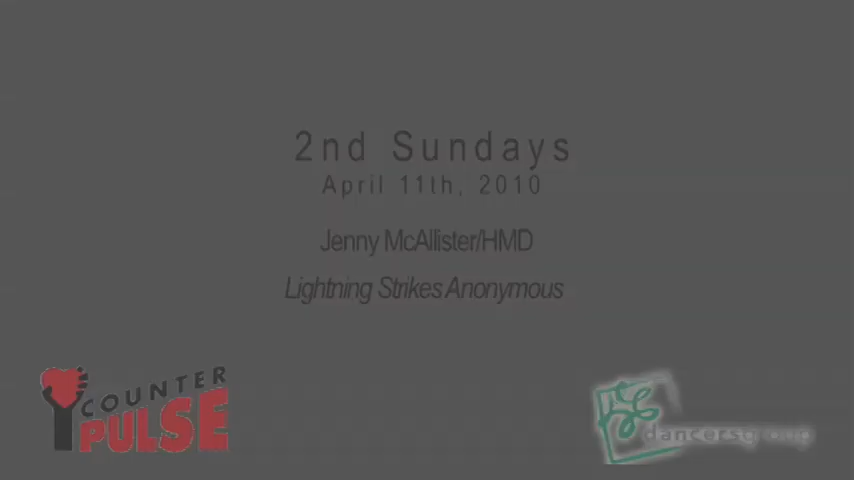 2nd Sundays
April 11th, 2010
Jenny McAllister/HMD
Lightning Strikes Anonymous
COUNTER
PULSE
dancersgroup